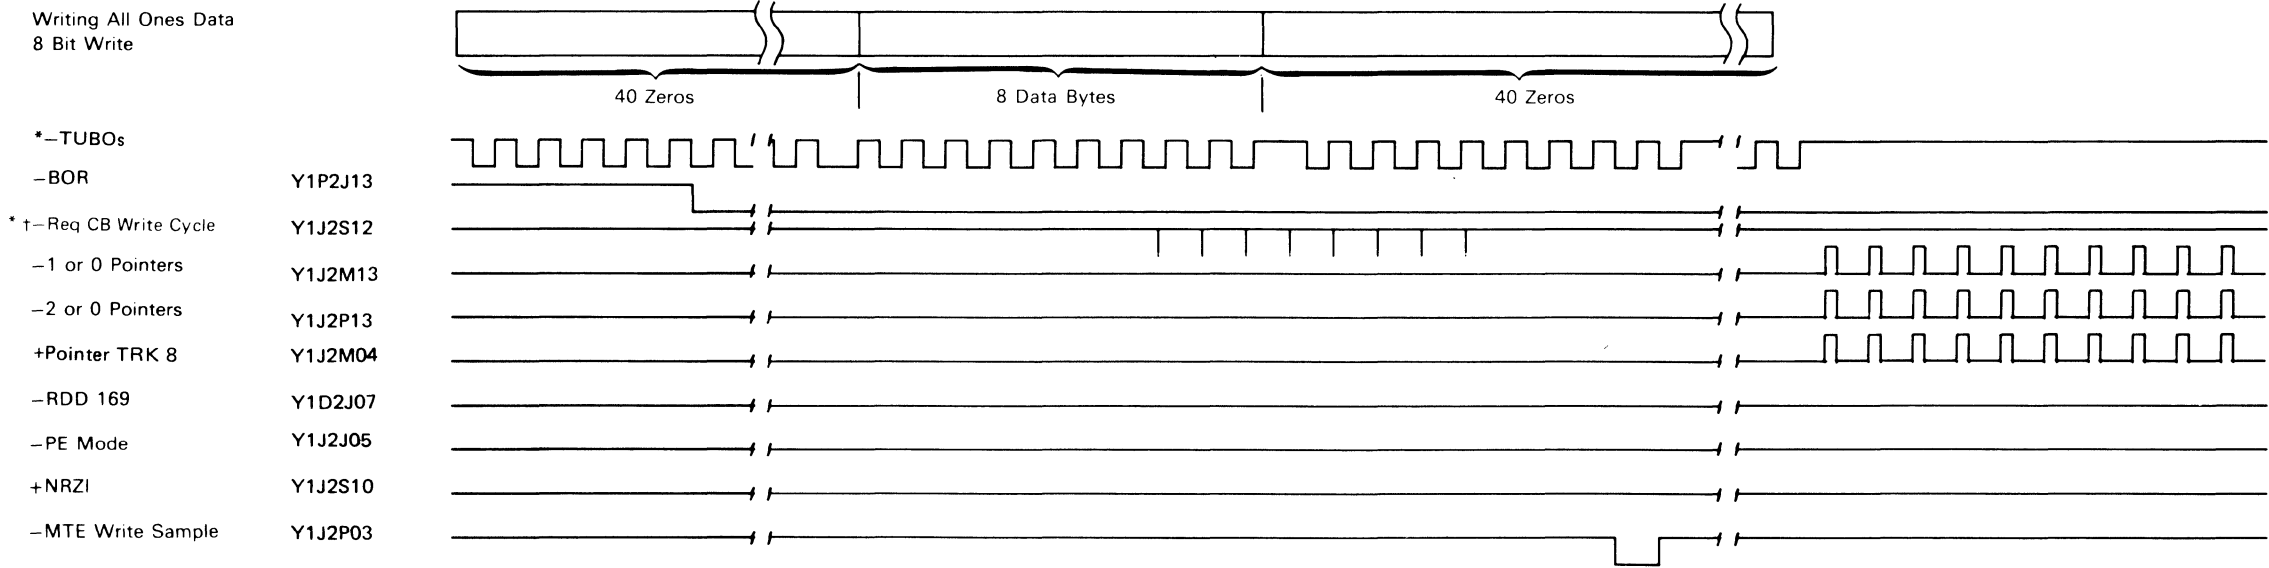 Writing All Ones Data
8 Bit Write
40 Zeros 8 Data Bytes 40 Zeros
*–TUBOs
–BOR Y1P2J13
* †–Req CB Write Cycle Y1J2S12
–1 or 0 Pointers Y1J2M13
–2 or 0 Pointers Y1J2P13
+Pointer TRK 8 Y1J2M04
–RDD 169 Y1D2J07
–PE Mode Y1J2J05
+NRZI Y1J2S10
–MTE Write Sample Y1J2P03